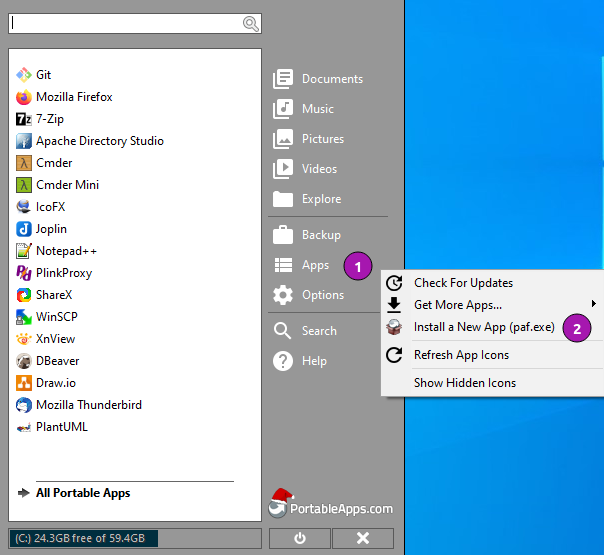 Git
Mozilla Firefox
7-Zip
Apache Directory Studio
Cmder
Cmder Mini
IcoFX
Joplin
Notepad++
PlinkProxy
ShareX
WinSCP
XnView
DBeaver
Draw.io
Mozilla Thunderbird
PlantUML
All Portable Apps
(C:) 24.3GB free of 59.4GB
Documents
Music
Pictures
Videos
Explore
Backup
Apps 1
Options
Search
Help
PortableApps.com
Check For Updates
Get More Apps...
Install a New App (paf.exe) 2
Refresh App Icons
Show Hidden Icons